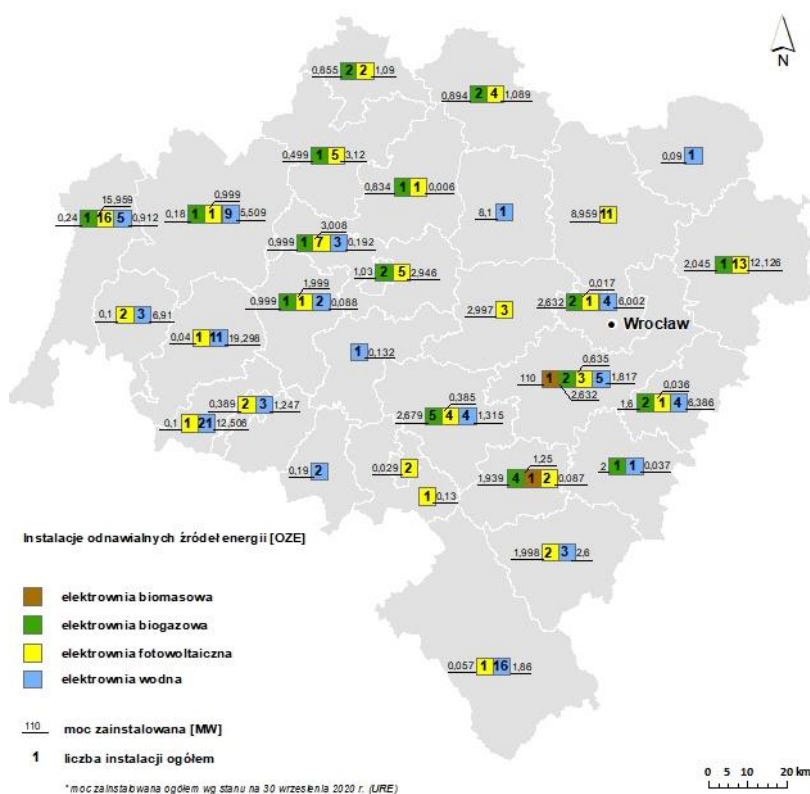 N
0,855 2 2 1,09
0,894 2 4 1,089
0,09 1
0,499 1 5 3,12
0,834 1 1 0,006
8,1 1
8,959 11
15,959
0,24 1 16 5 0,912
0,999
0,18 1 1 9 5,509
3,008
0,999 1 7 3 0,192
1,03 2 5 2,946
2,045 1 13 12,126
1,999
0,999 1 1 2 0,088
2,997 3
0,017
2,632 2 1 4 6,002
Wrocław
0,1 2 3 6,91
0,04 1 11 19,298
1 0,132
0,635
110 1 2 3 5 1,817
2,632
0,036
1,6 2 1 4 6,386
0,389 2 3 1,247
0,1 1 21 12,506
0,385
2,679 5 4 4 1,315
0,19 2
0,029 2
1 0,13
1,25
1,939 4 1 2 0,087
2 1 1 0,037
1,998 2 3 2,6
0,057 1 16 1,86
Instalacje odnawialnych źródeł energii [OZE]
elektrownia biomasowa
elektrownia biogazowa
elektrownia fotowoltaiczna
elektrownia wodna
110 moc zainstalowana [MW]
1 liczba instalacji ogółem
* moc zainstalowana ogółem wg stanu na 30 września 2020 r. (URE)
0 5 10 20 km